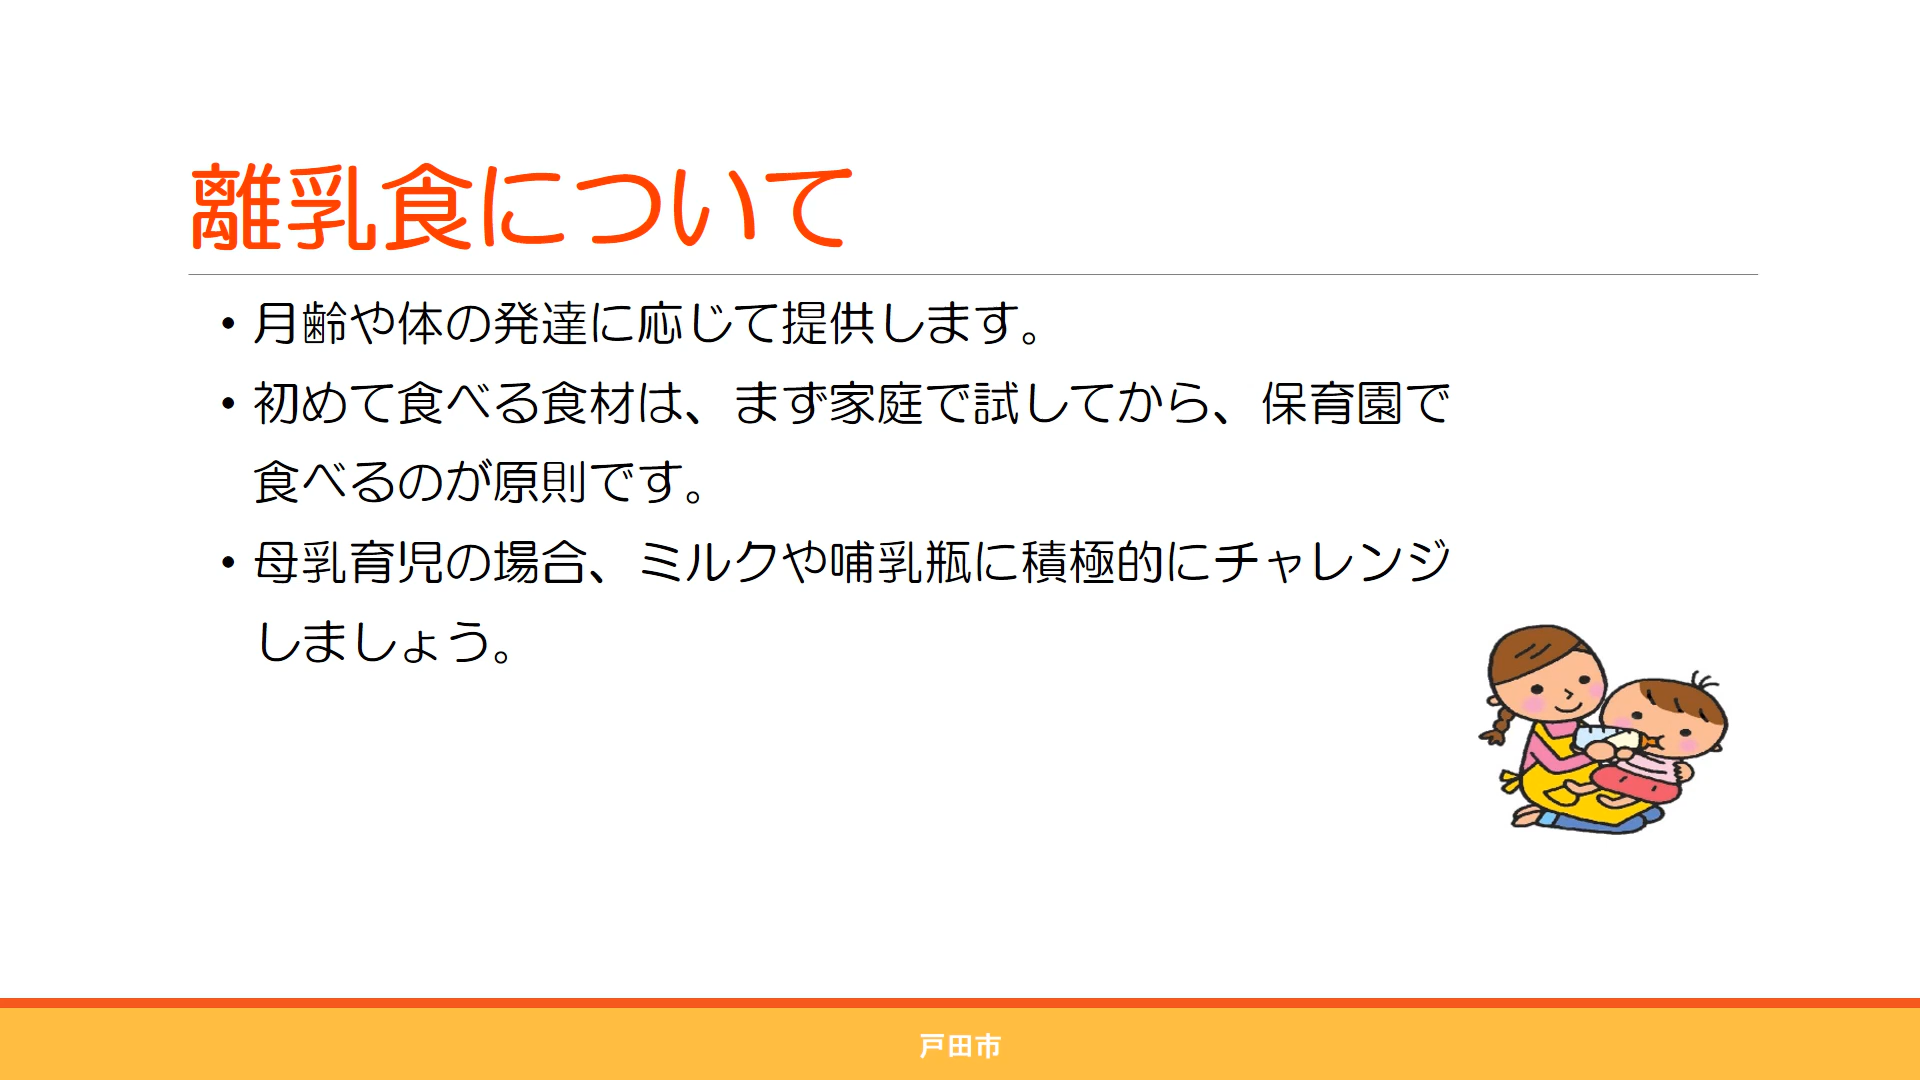 離乳食について
・月齢や体の発達に応じて提供します。
・初めて食べる食材は、まず家庭で試してから、保育園で
食べるのが原則です。
・母乳育児の場合、ミルクや哺乳瓶に積極的にチャレンジ
しましょう。
戸田市